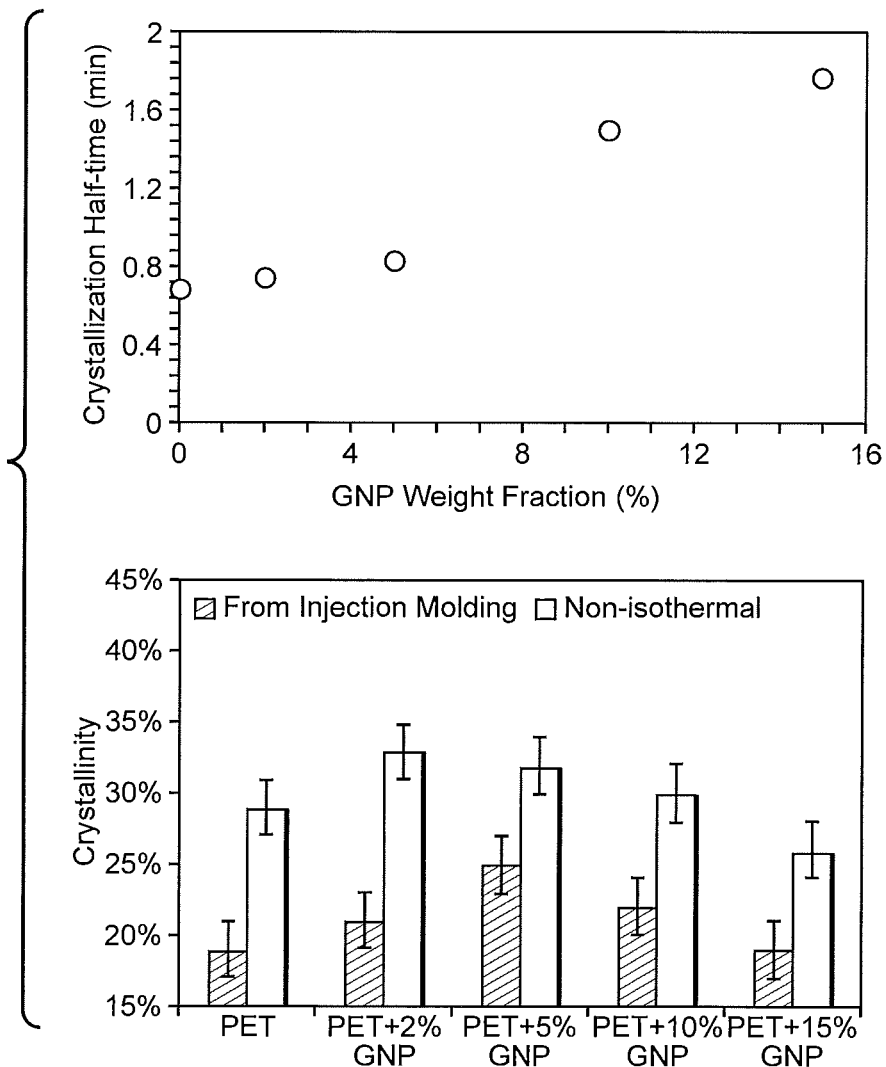 2
1.6
1.2
0.8
0.4
0
Crystallization Half-time (min)
0 4 8 12 16
GNP Weight Fraction (%)
45%
40%
35%
30%
25%
20%
15%
Crystallinity
From Injection Molding Non-isothermal
PET PET+2% PET+5% PET+10% PET+15%
GNP GNP GNP GNP